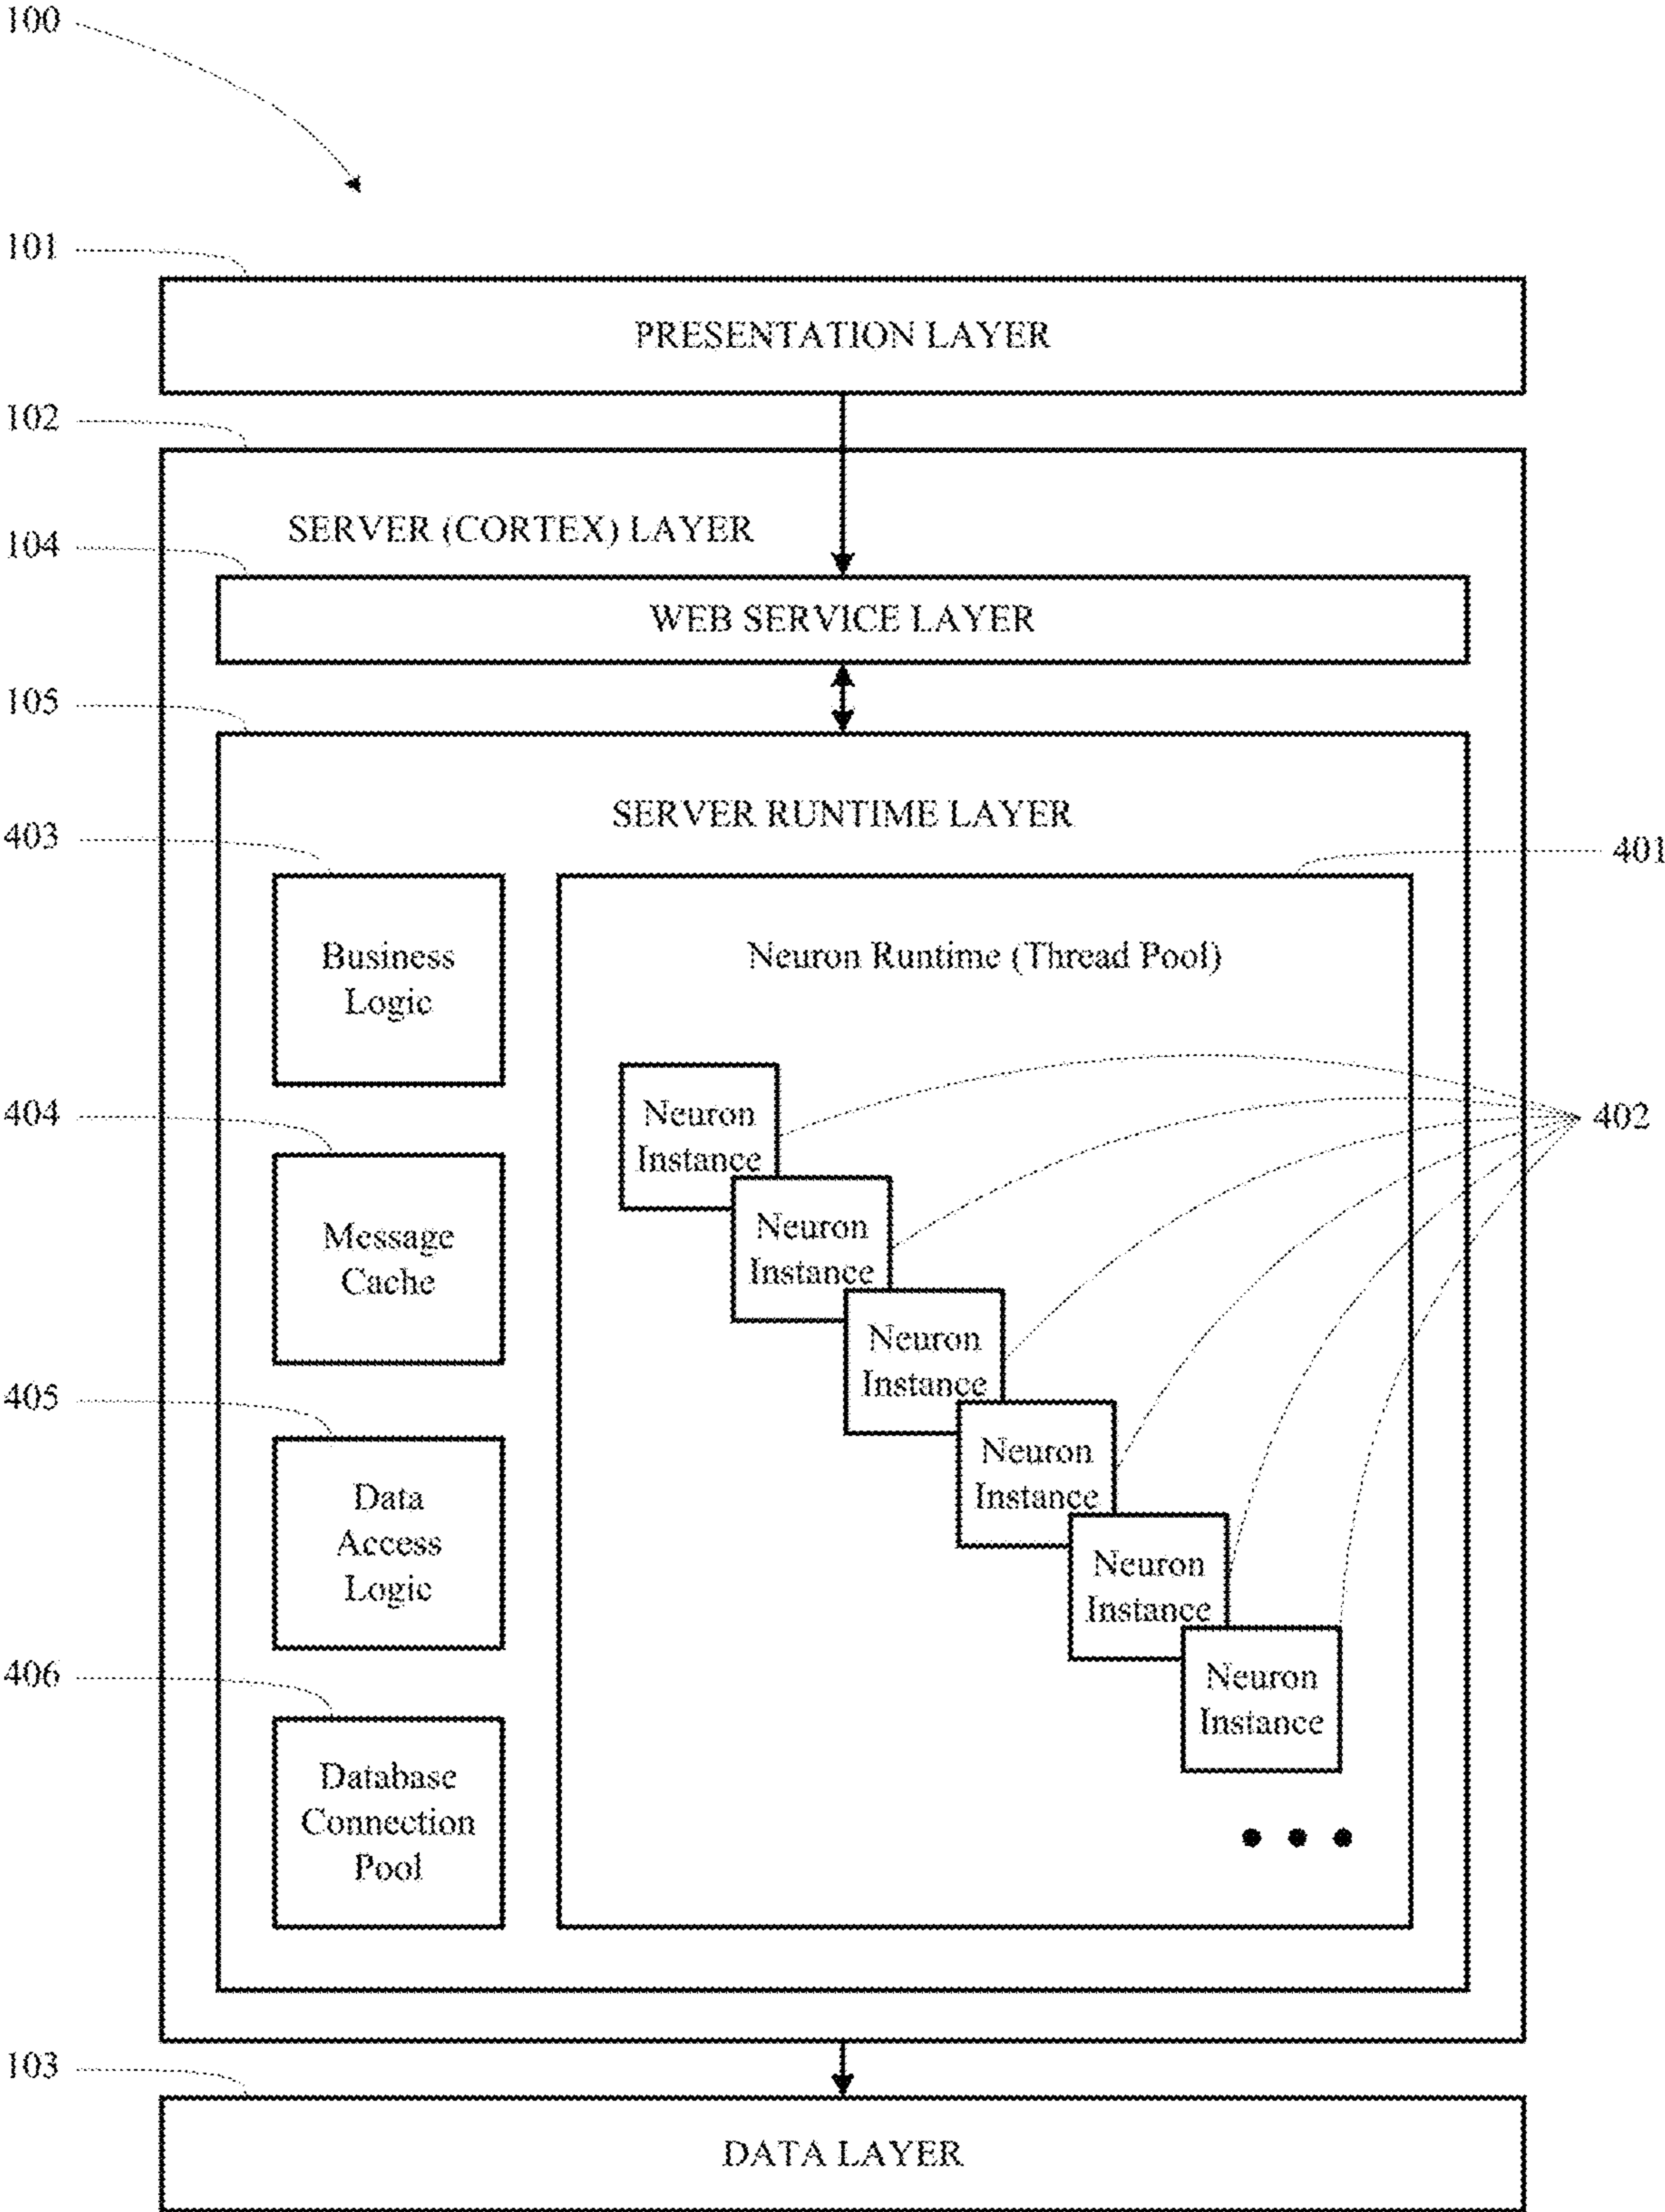 100
101
PRESENTATION LAYER
102
SERVER (CORTEX) LAYER
104
WEB SERVICE LAYER
105
SERVER RUNTIME LAYER
403
401
Business
Logic
Neuron Runtime (Thread Pool)
404
402
Neuron
Instance
Neuron
Instance
Neuron
Instance
Neuron
Instance
Neuron
Instance
Neuron
Instance
Message
Cache
405
Data
Access
Logic
406
Database
Connection
Pool
103
DATA LAYER